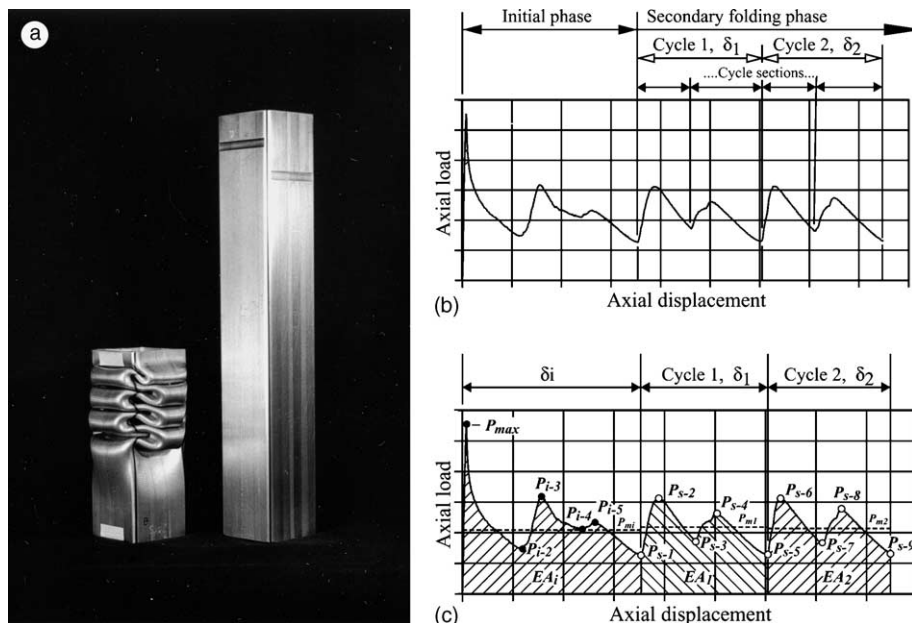 a
(b)
Initial phase
Secondary folding phase
Cycle 1, δ1
Cycle 2, δ2
....Cycle sections...
Axial load
Axial displacement
(c)
δi
Cycle 1, δ1
Cycle 2, δ2
Axial load
Pmax
Pi-2
Pi-3
Pi-4
Pi-5
Pmi
Ps-1
Ps-2
Ps-3
Ps-4
Pm1
Ps-5
Ps-6
Ps-7
Ps-8
Pm2
Ps-9
EAi
EA1
EA2
Axial displacement